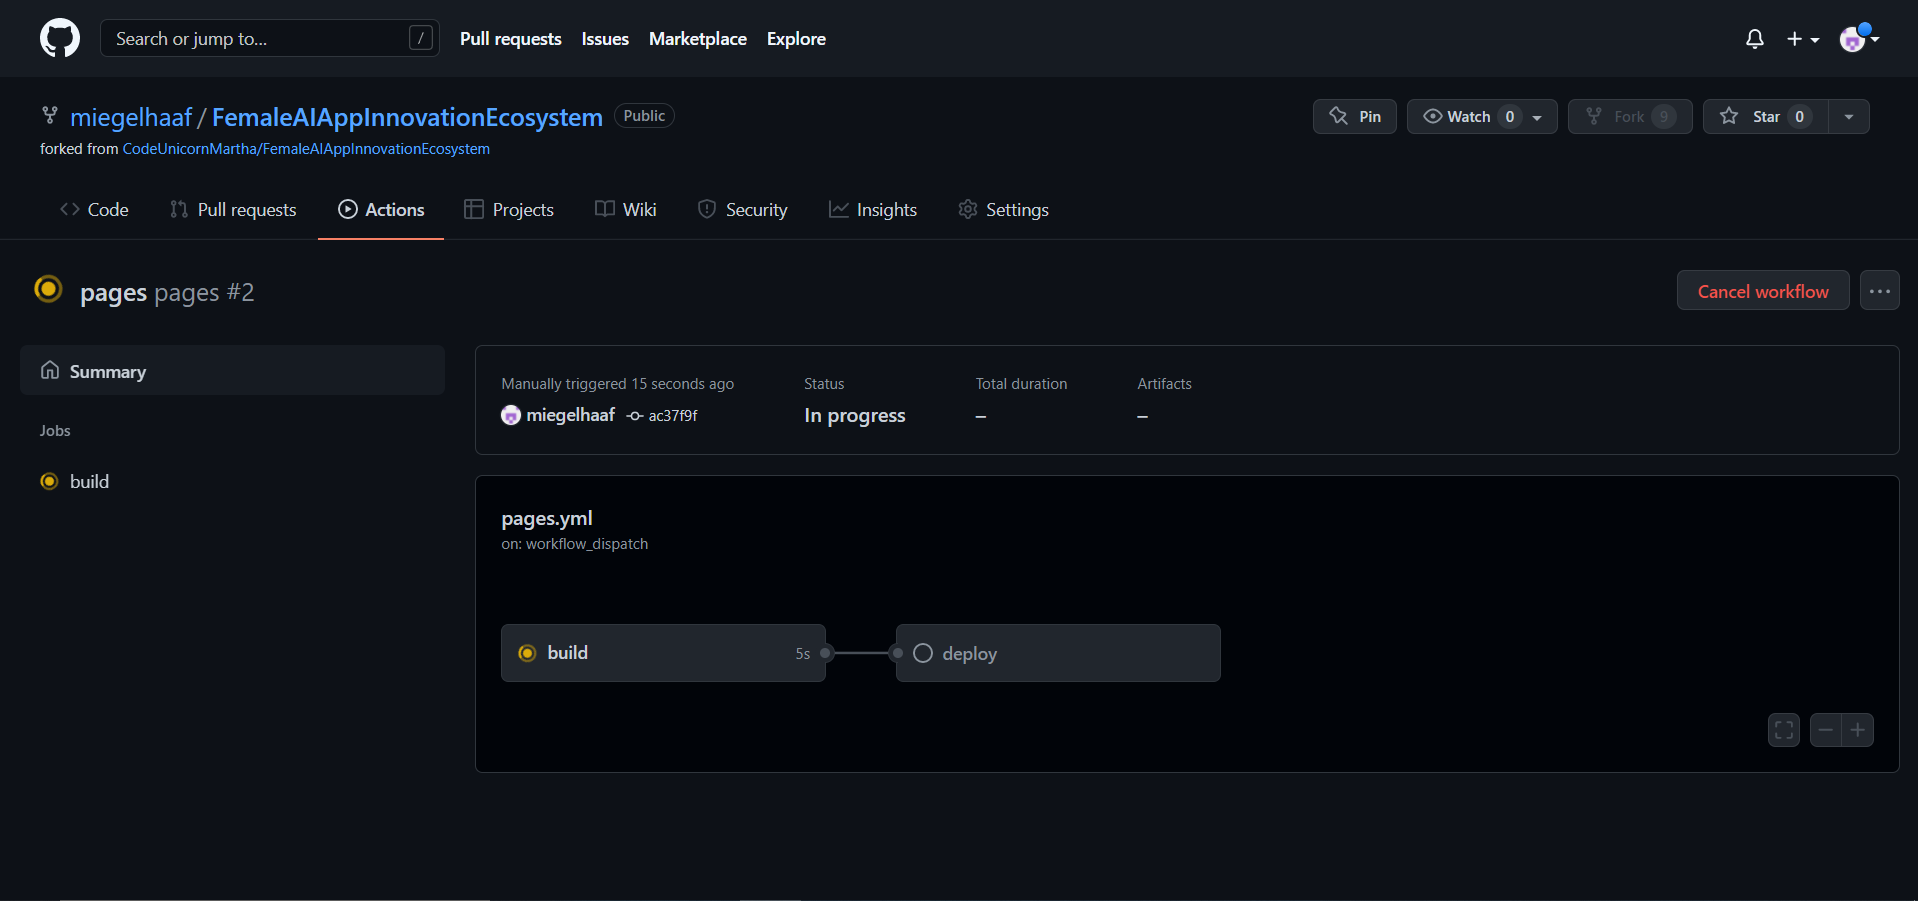 Search or jump to... /
Pull requests Issues Marketplace Explore
miegelhaaf / FemaleAIAppInnovationEcosystem Public
Pin Watch 0 Fork 9 Star 0
forked from CodeUnicornMartha/FemaleAIAppInnovationEcosystem
Code Pull requests Actions Projects Wiki Security Insights Settings
pages pages #2
Cancel workflow ...
Summary
Jobs
build
Manually triggered 15 seconds ago Status Total duration Artifacts
miegelhaaf ac37f9f In progress – –
pages.yml
on: workflow_dispatch
build 5s deploy